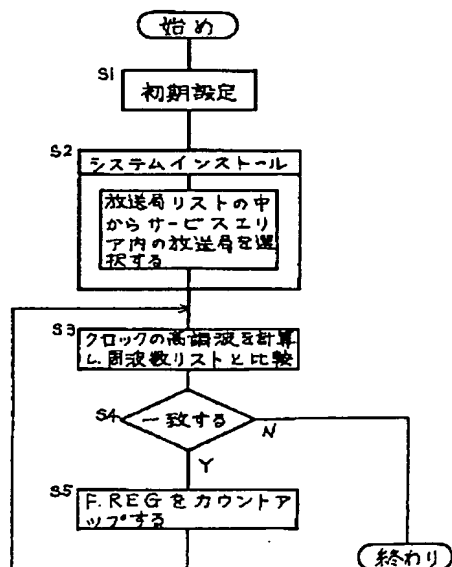 始め
S1
初期設定
S2
システムインストール
放送局リストの中
からサービスエリ
ア内の放送局を選
択する
S3
クロックの高調波を計算
し、周波数リストと比較
S4
一致する
N
Y
S5
F.REGをカウントア
ップする
終わり